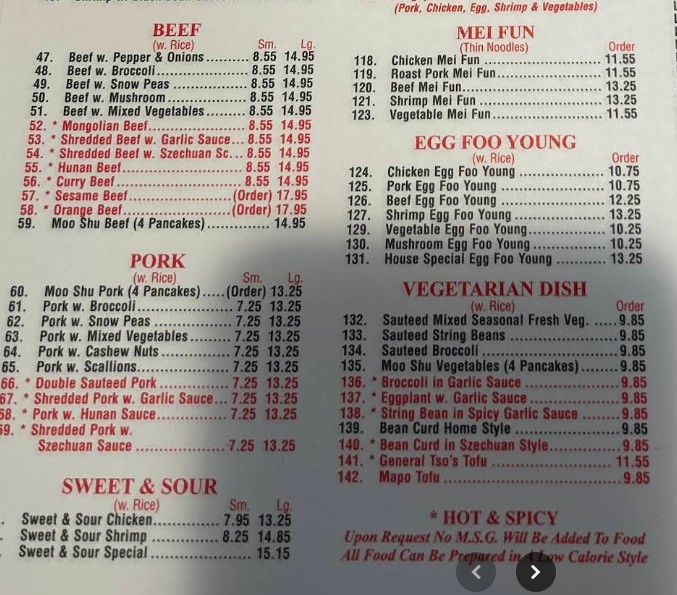 (Pork, Chicken, Egg, Shrimp & Vegetables)
BEEF
(w. Rice) Sm. Lg.
47. Beef w. Pepper & Onions .......... 8.55 14.95
48. Beef w. Broccoli ..................... 8.55 14.95
49. Beef w. Snow Peas ................. 8.55 14.95
50. Beef w. Mushroom .................. 8.55 14.95
51. Beef w. Mixed Vegetables .......... 8.55 14.95
52. * Mongolian Beef ..................... 8.55 14.95
53. * Shredded Beef w. Garlic Sauce... 8.55 14.95
54. * Shredded Beef w. Szechuan Sc... 8.55 14.95
55. * Hunan Beef .......................... 8.55 14.95
56. * Curry Beef ........................... 8.55 14.95
57. * Sesame Beef .................. (Order) 17.95
58. * Orange Beef ................... (Order) 17.95
59. Moo Shu Beef (4 Pancakes) ............. 14.95
PORK
(w. Rice) Sm. Lg.
60. Moo Shu Pork (4 Pancakes) .....(Order) 13.25
61. Pork w. Broccoli ..................... 7.25 13.25
62. Pork w. Snow Peas .................. 7.25 13.25
63. Pork w. Mixed Vegetables .......... 7.25 13.25
64. Pork w. Cashew Nuts ................ 7.25 13.25
65. Pork w. Scallions ..................... 7.25 13.25
66. * Double Sauteed Pork ............... 7.25 13.25
67. * Shredded Pork w. Garlic Sauce... 7.25 13.25
68. * Pork w. Hunan Sauce ............... 7.25 13.25
69. * Shredded Pork w.
Szechuan Sauce ................... 7.25 13.25
SWEET & SOUR
(w. Rice) Sm. Lg.
Sweet & Sour Chicken ............... 7.95 13.25
Sweet & Sour Shrimp ................ 8.25 14.85
Sweet & Sour Special ...................... 15.15
MEI FUN
(Thin Noodles) Order
118. Chicken Mei Fun ........................... 11.55
119. Roast Pork Mei Fun ....................... 11.55
120. Beef Mei Fun ............................... 13.25
121. Shrimp Mei Fun ............................ 13.25
123. Vegetable Mei Fun ........................ 11.55
EGG FOO YOUNG
(w. Rice) Order
124. Chicken Egg Foo Young .................. 10.75
125. Pork Egg Foo Young ...................... 10.75
126. Beef Egg Foo Young ...................... 12.25
127. Shrimp Egg Foo Young ................... 13.25
129. Vegetable Egg Foo Young ............... 10.25
130. Mushroom Egg Foo Young .............. 10.25
131. House Special Egg Foo Young .......... 13.25
VEGETARIAN DISH
(w. Rice) Order
132. Sauteed Mixed Seasonal Fresh Veg. ..... 9.85
133. Sauteed String Beans ..................... 9.85
134. Sauteed Broccoli ........................... 9.85
135. Moo Shu Vegetables (4 Pancakes) ....... 9.85
136. * Broccoli in Garlic Sauce .................. 9.85
137. * Eggplant w. Garlic Sauce ................ 9.85
138. * String Bean in Spicy Garlic Sauce ...... 9.85
139. Bean Curd Home Style .................... 9.85
140. * Bean Curd in Szechuan Style ............ 9.85
141. * General Tso's Tofu ....................... 11.55
142. Mapo Tofu ................................... 9.85
* HOT & SPICY
Upon Request No M.S.G. Will Be Added To Food
All Food Can Be Prepared in A Low Calorie Style